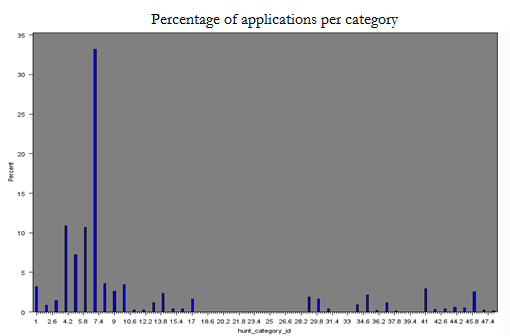 Percentage of applications per category
35
30
25
20
15
10
5
0
Percent
1 2.6 4.2 5.8 7.4 9 10.6 12.2 13.8 15.4 17 18.6 20.2 21.8 23.4 25 26.6 28.2 29.8 31.4 33 34.6 36.2 37.8 39.4 41 42.6 44.2 45.8 47.4
hunt_category_id